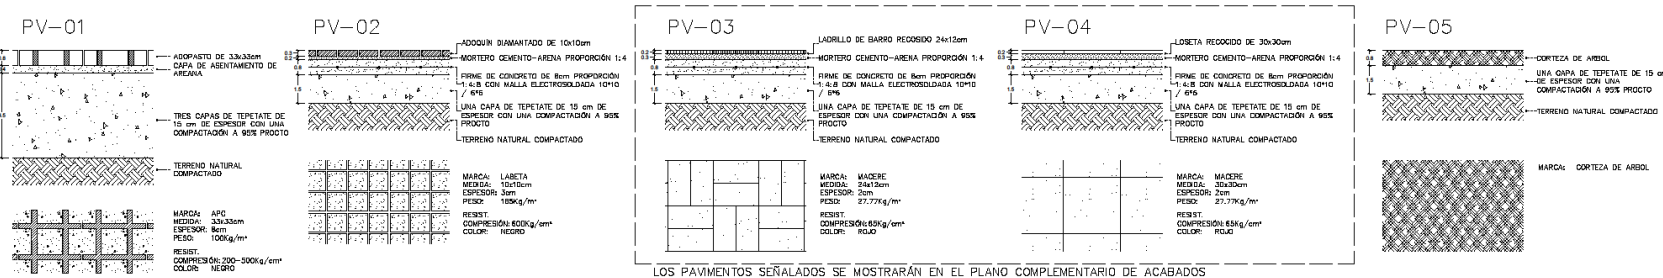 PV-01
ADOPASTO DE 33x33cm
CAPA DE ASENTAMIENTO DE
AREANA
TRES CAPAS DE TEPETATE DE
15 cm DE ESPESOR CON UNA
COMPACTACIÓN A 95% PROCTO
TERRENO NATURAL
COMPACTADO
MARCA: APC
MEDIDA: 33x33cm
ESPESOR: 8cm
PESO: 100Kg/m²
RESIST.
COMPRESIÓN: 200-500Kg/cm²
COLOR: NEGRO
PV-02
ADOQUÍN DIAMANTADO DE 10x10cm
MORTERO CEMENTO-ARENA PROPORCIÓN 1:4
FIRME DE CONCRETO DE 8cm PROPORCIÓN
1:4:8 CON MALLA ELECTROSOLDADA 10*10
/ 6*6
UNA CAPA DE TEPETATE DE 15 cm DE
ESPESOR CON UNA COMPACTACIÓN A 95%
PROCTO
TERRENO NATURAL COMPACTADO
MARCA: LABETA
MEDIDA: 10x10cm
ESPESOR: 3cm
PESO: 185Kg/m²
RESIST.
COMPRESIÓN: 600Kg/cm²
COLOR: NEGRO
PV-03
LADRILLO DE BARRO RECOSIDO 24x12cm
MORTERO CEMENTO-ARENA PROPORCIÓN 1:4
FIRME DE CONCRETO DE 8cm PROPORCIÓN
1:4:8 CON MALLA ELECTROSOLDADA 10*10
/ 6*6
UNA CAPA DE TEPETATE DE 15 cm DE
ESPESOR CON UNA COMPACTACIÓN A 95%
PROCTO
TERRENO NATURAL COMPACTADO
MARCA: MACERE
MEDIDA: 24x12cm
ESPESOR: 2cm
PESO: 27.77Kg/m²
RESIST.
COMPRESIÓN: 65Kg/cm²
COLOR: ROJO
PV-04
LOSETA RECOCIDO DE 30x30cm
MORTERO CEMENTO-ARENA PROPORCIÓN 1:4
FIRME DE CONCRETO DE 8cm PROPORCIÓN
1:4:8 CON MALLA ELECTROSOLDADA 10*10
/ 6*6
UNA CAPA DE TEPETATE DE 15 cm DE
ESPESOR CON UNA COMPACTACIÓN A 95%
PROCTO
TERRENO NATURAL COMPACTADO
MARCA: MACERE
MEDIDA: 30x30cm
ESPESOR: 2cm
PESO: 27.77Kg/m²
RESIST.
COMPRESIÓN: 65Kg/cm²
COLOR: ROJO
LOS PAVIMENTOS SEÑALADOS SE MOSTRARÁN EN EL PLANO COMPLEMENTARIO DE ACABADOS
PV-05
CORTEZA DE ARBOL
UNA CAPA DE TEPETATE DE 15 cm
DE ESPESOR CON UNA
COMPACTACIÓN A 95% PROCTO
TERRENO NATURAL COMPACTADO
MARCA: CORTEZA DE ARBOL